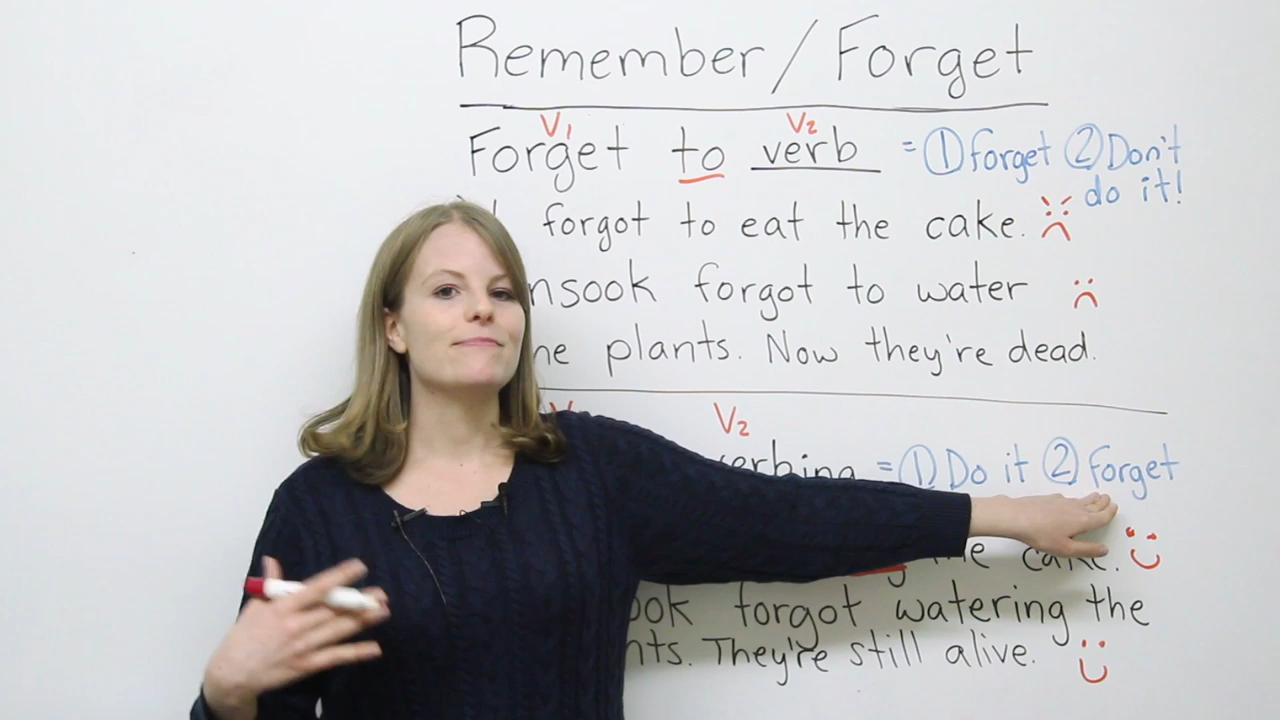 Remember / Forget
V1 V2
Forget to verb = ① forget ② Don't
do it!
forgot to eat the cake.
forgot to water
plants. Now they're dead.
V2
= ① Do it ② forget
cake.
forgot watering the
They're still alive.